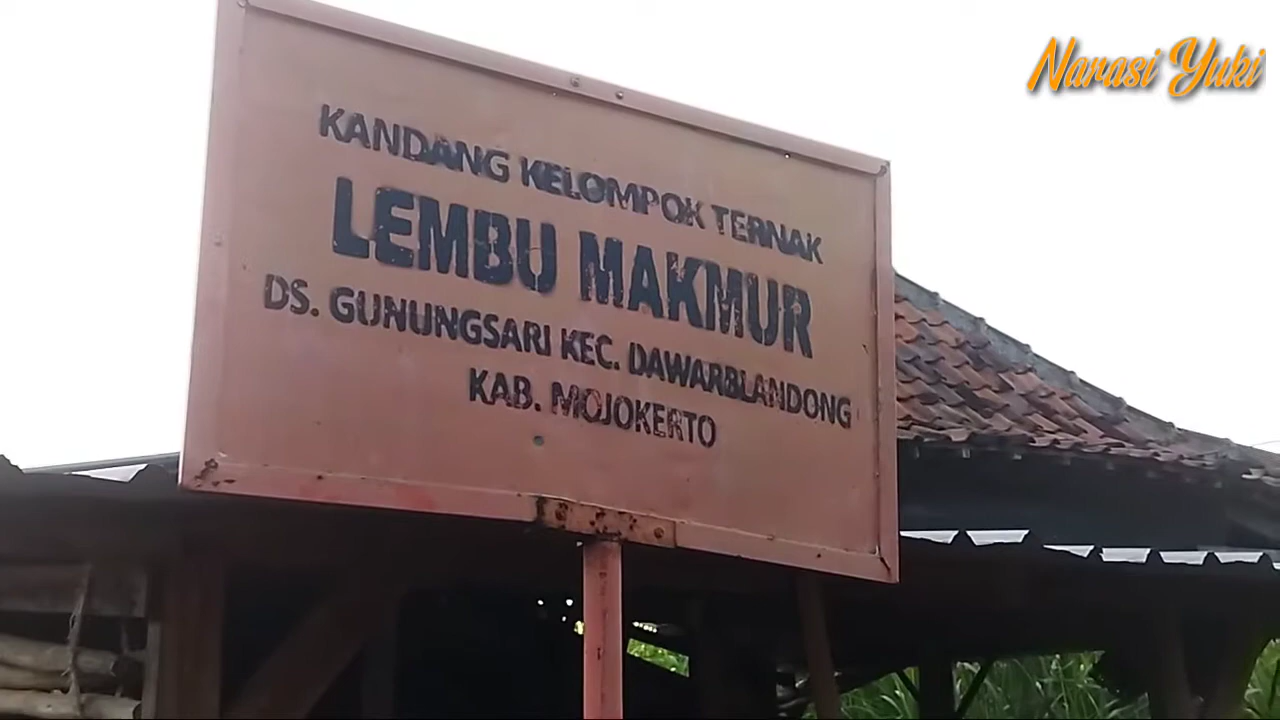 Narasi Yuki
KANDANG KELOMPOK TERNAK
LEMBU MAKMUR
DS. GUNUNGSARI KEC. DAWARBLANDONG
KAB. MOJOKERTO